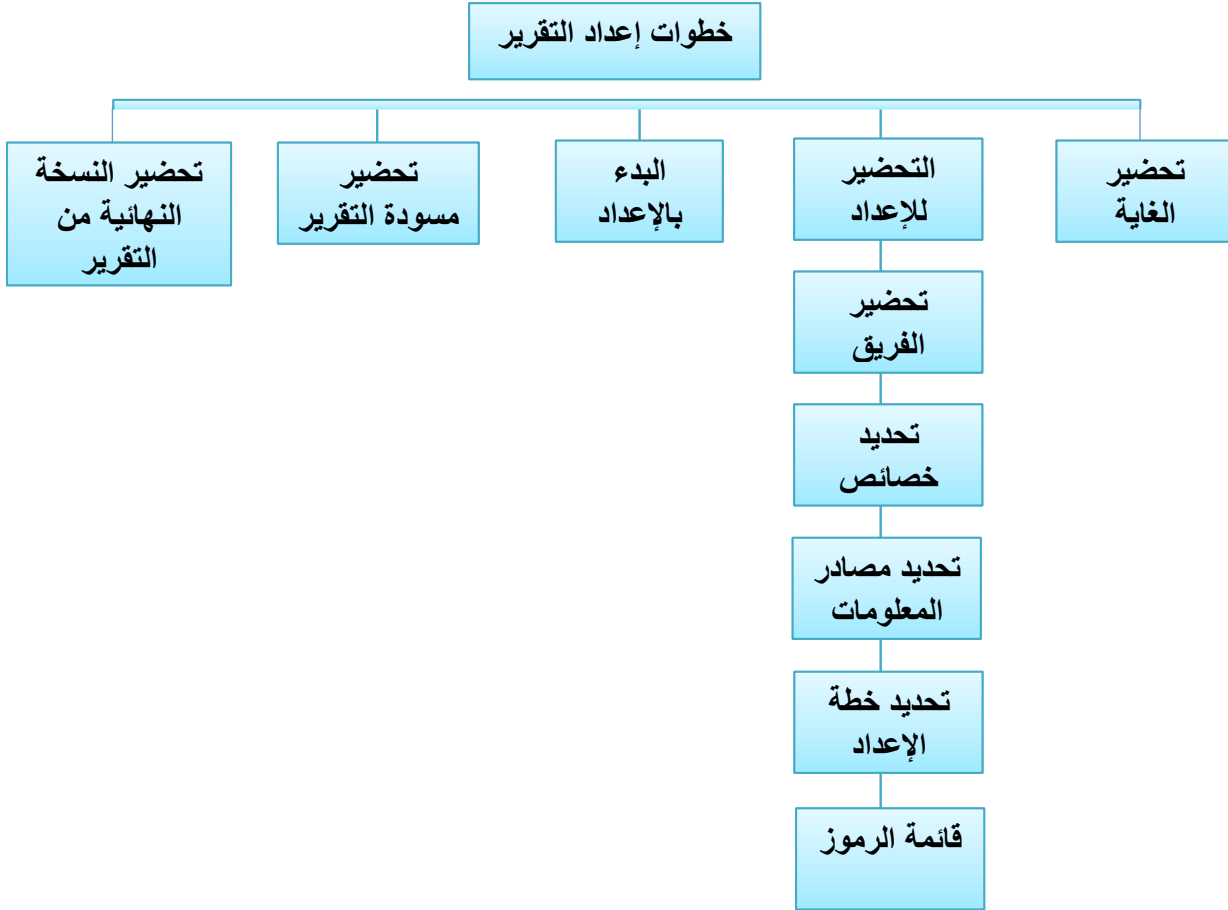 خطوات إعداد التقرير
تحضير
الغاية
التحضير
للإعداد
البدء
بالإعداد
تحضير
مسودة التقرير
تحضير النسخة
النهائية من
التقرير
تحضير
الفريق
تحديد
خصائص
تحديد مصادر
المعلومات
تحديد خطة
الإعداد
قائمة الرموز